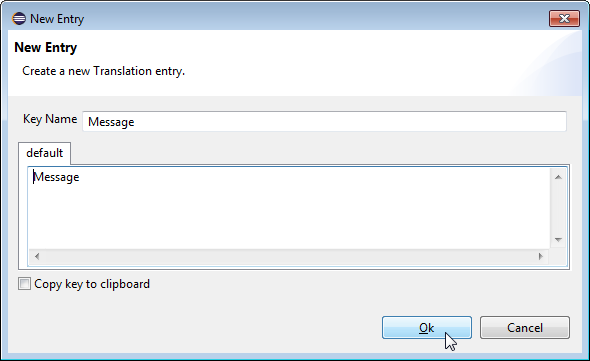 New Entry
New Entry
Create a new Translation entry.
Key Name Message
default
Message
Copy key to clipboard
Ok Cancel